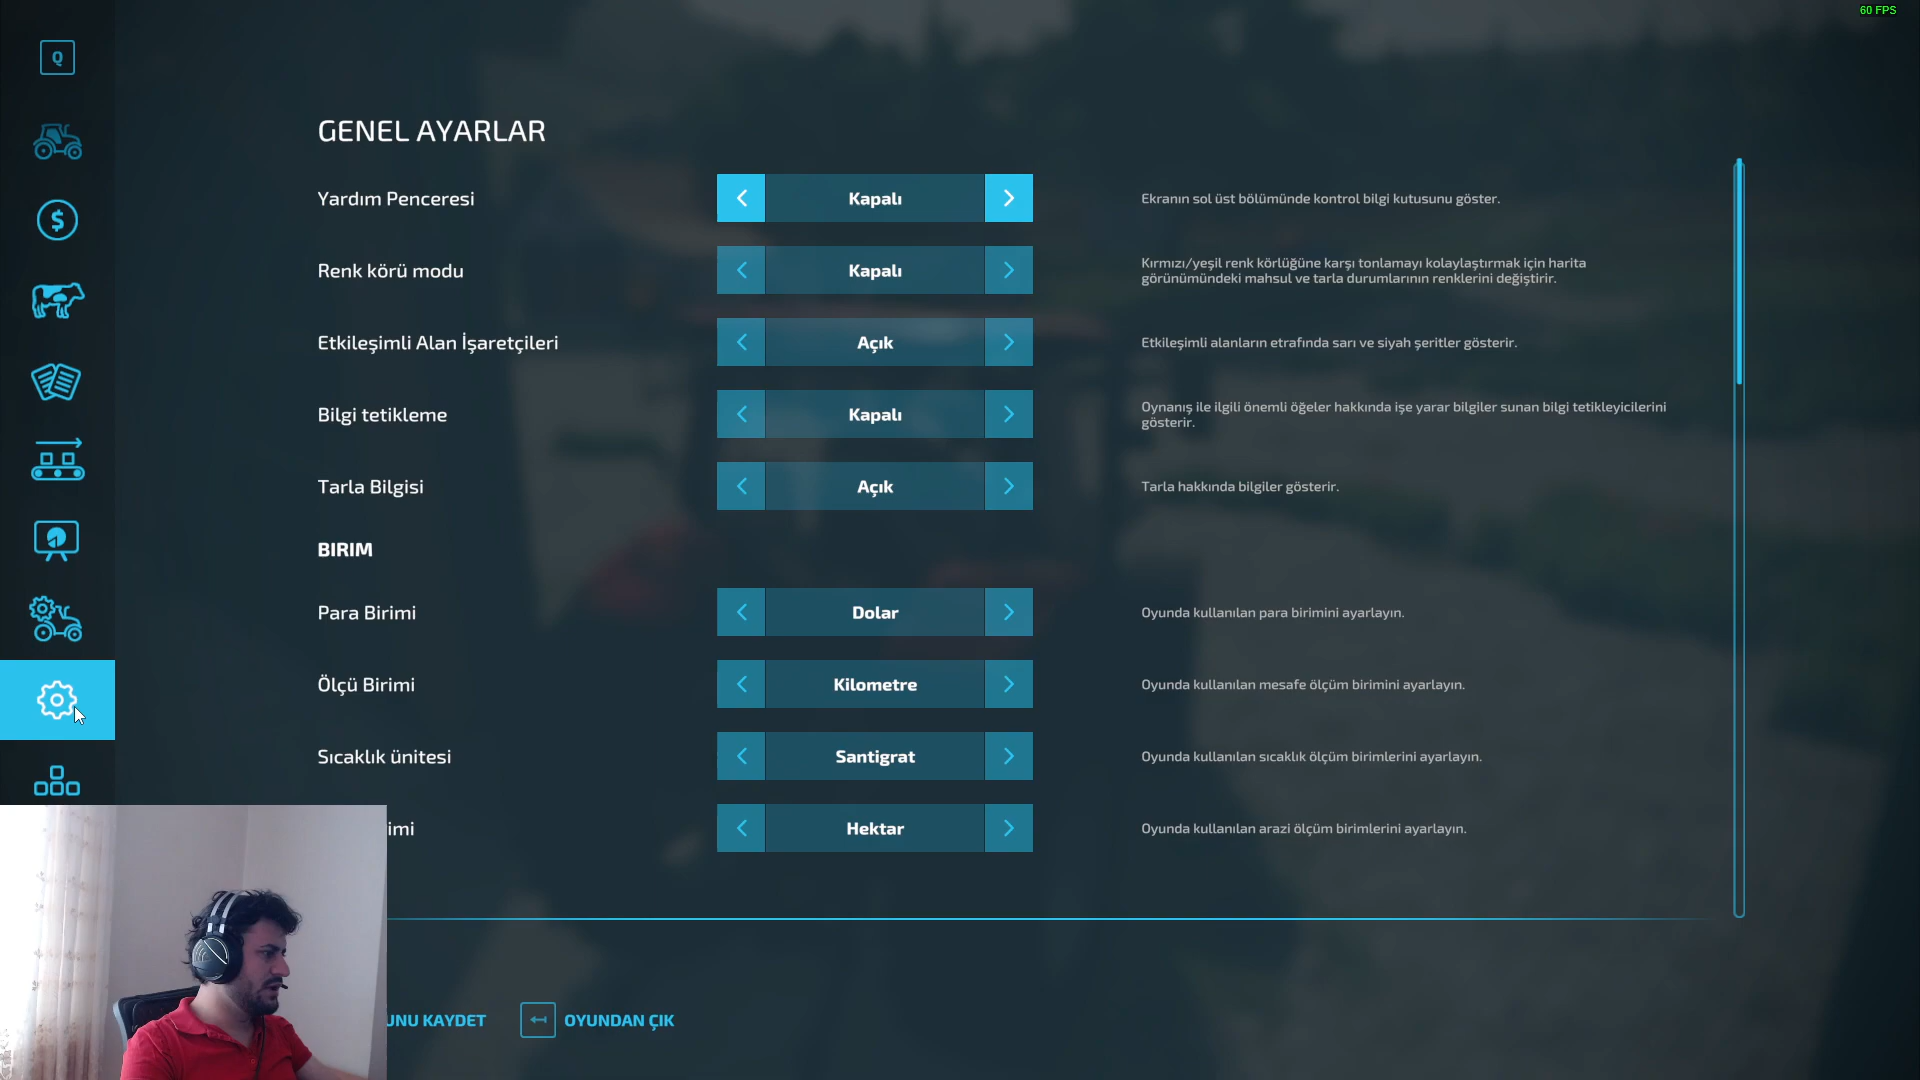 60 FPS
Q
GENEL AYARLAR
Yardım Penceresi
Kapalı
Ekranın sol üst bölümünde kontrol bilgi kutusunu göster.
Renk körü modu
Kapalı
Kırmızı/yeşil renk körlüğüne karşı tonlamayı kolaylaştırmak için harita
görünümündeki mahsul ve tarla durumlarının renklerini değiştirir.
Etkileşimli Alan İşaretçileri
Açık
Etkileşimli alanların etrafında sarı ve siyah şeritler gösterir.
Bilgi tetikleme
Kapalı
Oynanış ile ilgili önemli öğeler hakkında işe yarar bilgiler sunan bilgi tetikleyicilerini
gösterir.
Tarla Bilgisi
Açık
Tarla hakkında bilgiler gösterir.
BIRIM
Para Birimi
Dolar
Oyunda kullanılan para birimini ayarlayın.
Ölçü Birimi
Kilometre
Oyunda kullanılan mesafe ölçüm birimini ayarlayın.
Sıcaklık ünitesi
Santigrat
Oyunda kullanılan sıcaklık ölçüm birimlerini ayarlayın.
imi
Hektar
Oyunda kullanılan arazi ölçüm birimlerini ayarlayın.
UNU KAYDET
OYUNDAN ÇIK